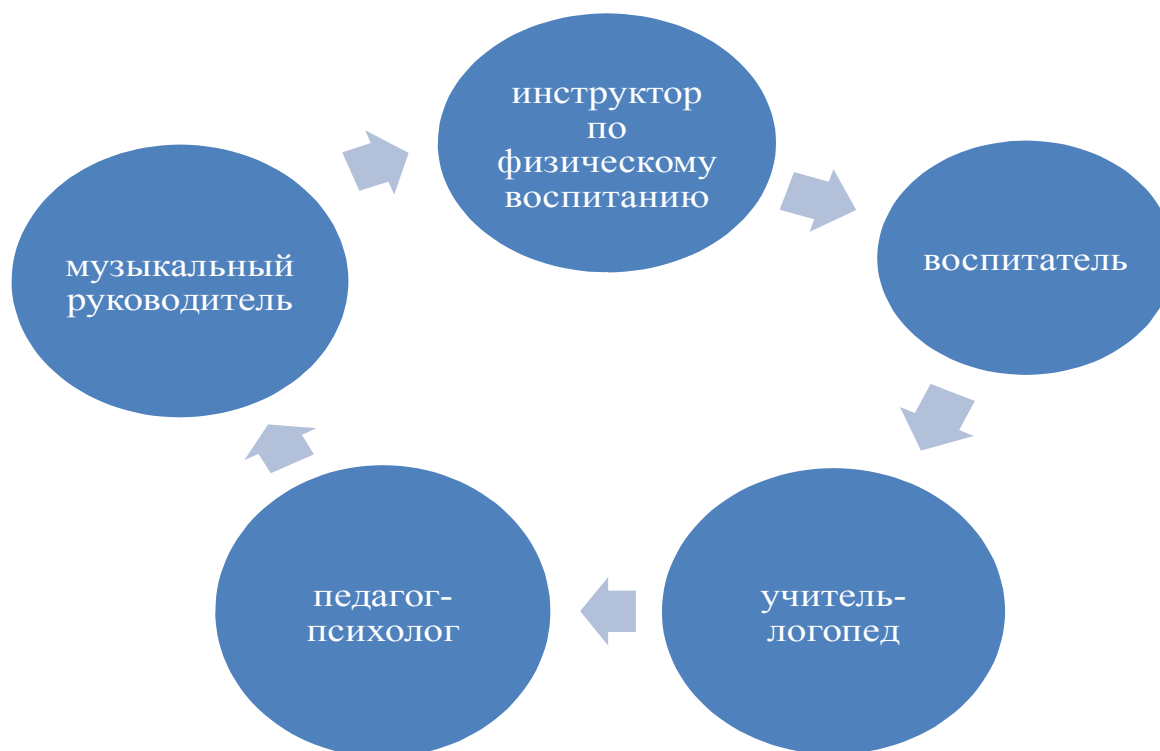 инструктор
по
физическому
воспитанию
воспитатель
учитель-
логопед
педагог-
психолог
музыкальный
руководитель